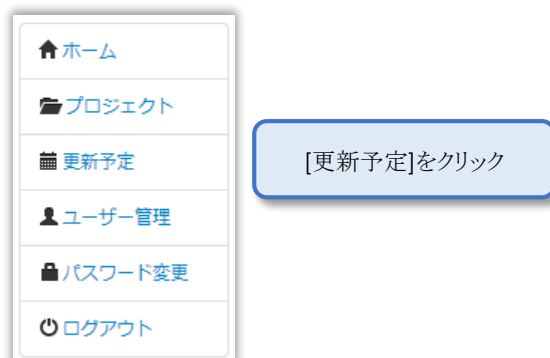 ホーム
プロジェクト
更新予定
[更新予定]をクリック
ユーザー管理
パスワード変更
ログアウト